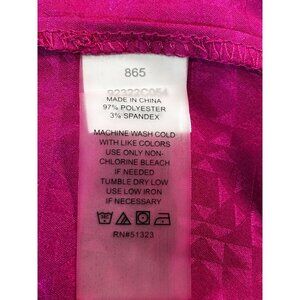 865
MADE IN CHINA
97% POLYESTER
3% SPANDEX
MACHINE WASH COLD
WITH LIKE COLORS
USE ONLY NON-
CHLORINE BLEACH
IF NEEDED
TUMBLE DRY LOW
USE LOW IRON
IF NECESSARY
RN#51323